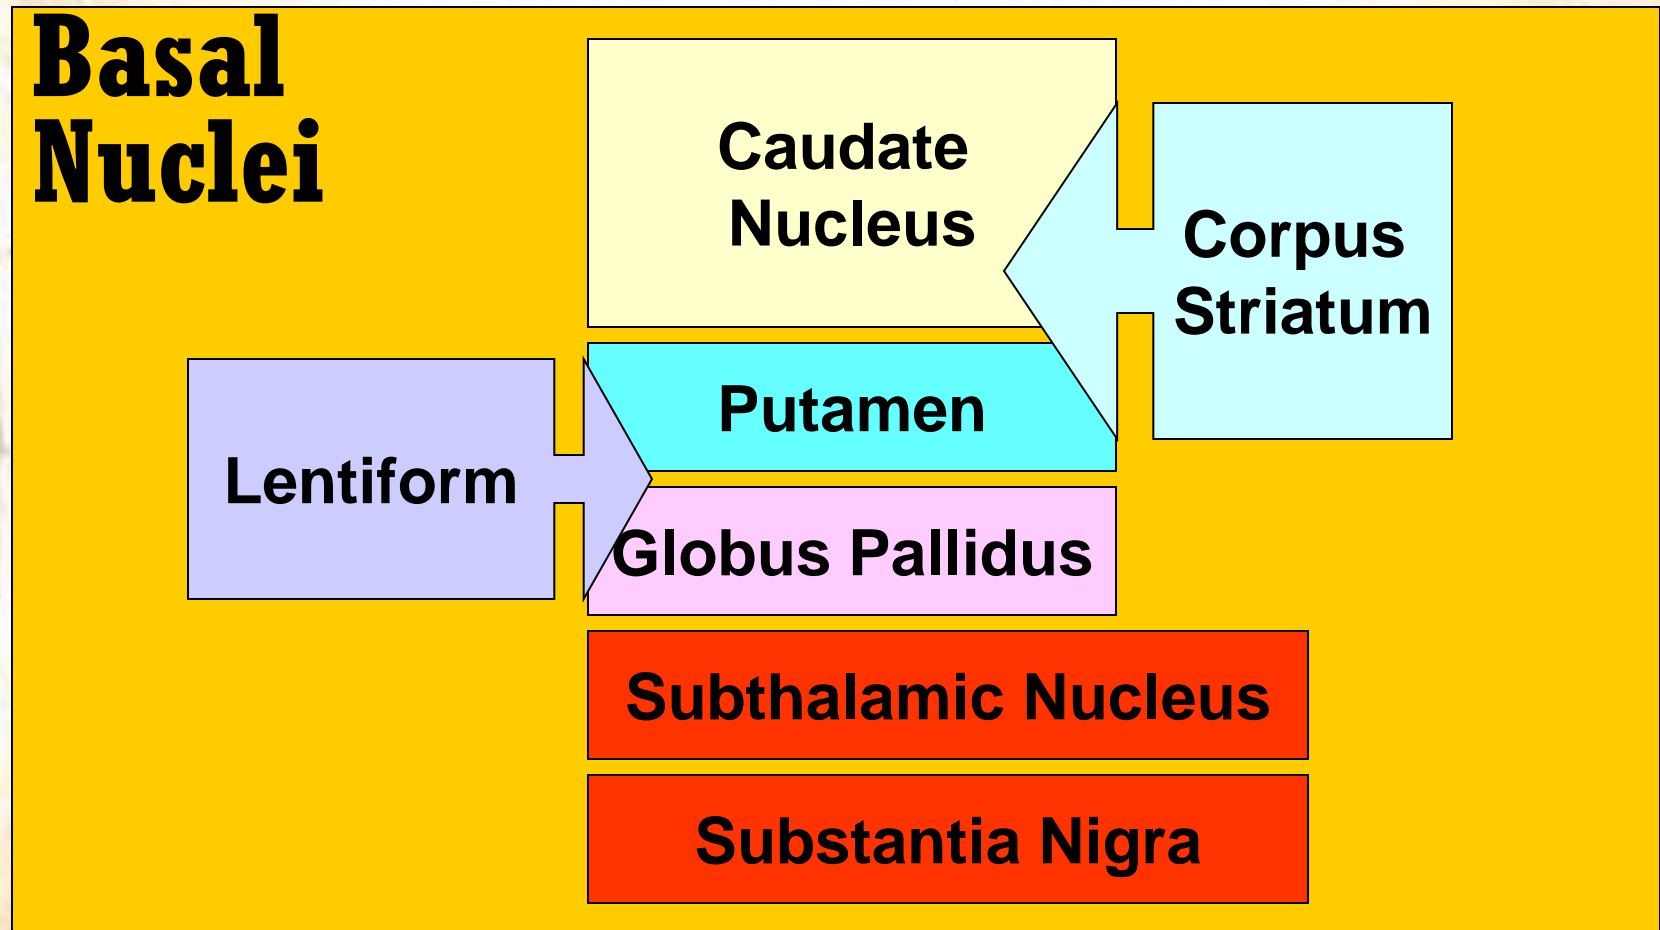 Basal
Nuclei
Caudate
Nucleus
Corpus
Striatum
Putamen
Lentiform
Globus Pallidus
Subthalamic Nucleus
Substantia Nigra